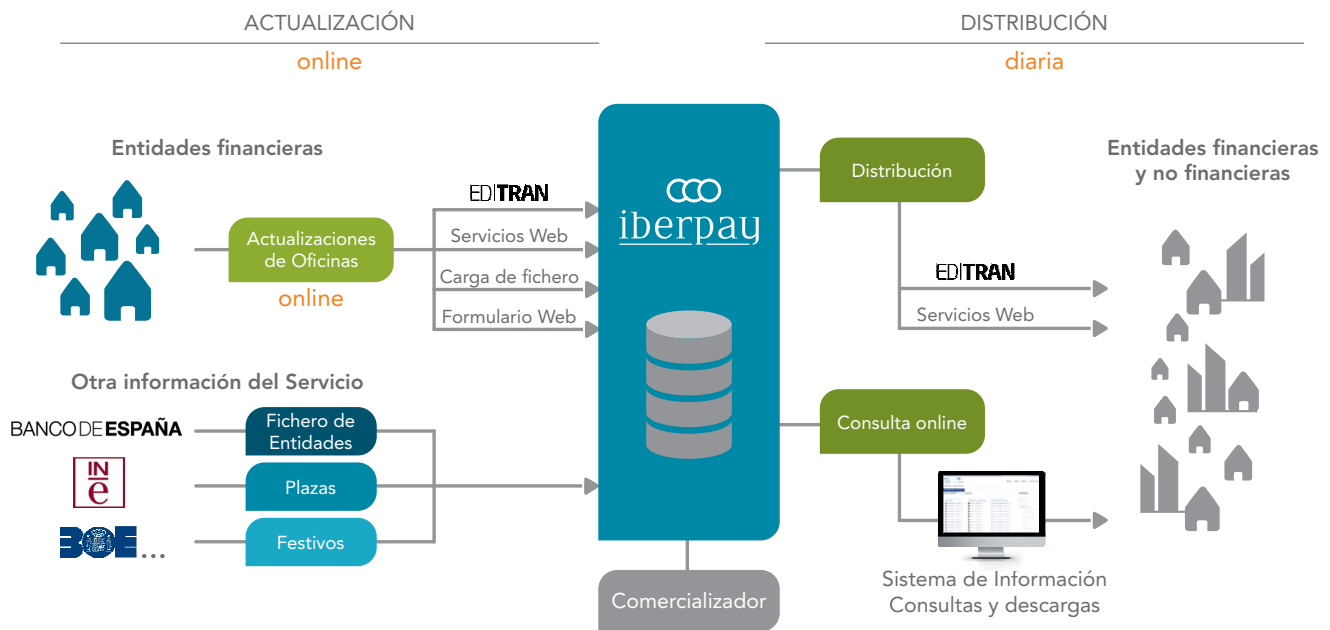 ACTUALIZACIÓN
online
DISTRIBUCIÓN
diaria
Entidades financieras
Actualizaciones
de Oficinas
online
EDITRAN
Servicios Web
Carga de fichero
Formulario Web
Otra información del Servicio
BANCO DE ESPAÑA
Fichero de
Entidades
INe
Plazas
BOE...
Festivos
iberpay
Comercializador
Distribución
EDITRAN
Servicios Web
Consulta online
Sistema de Información
Consultas y descargas
Entidades financieras
y no financieras